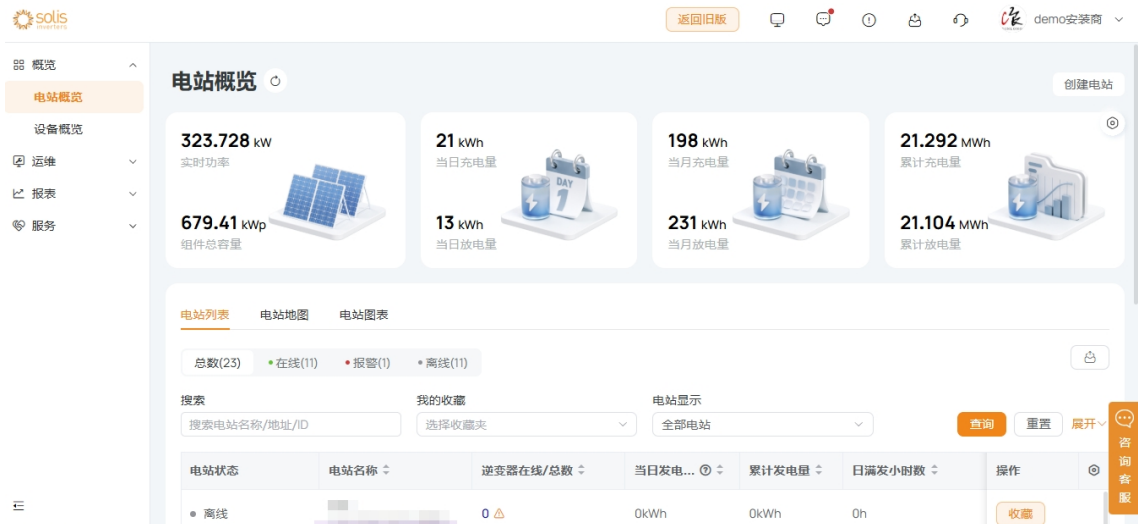 solis
inverters
返回旧版
demo安装商
概览
电站概览
设备概览
运维
报表
服务
电站概览
创建电站
323.728 kW
实时功率
679.41 kWp
组件总容量
21 kWh
当日充电量
DAY
1
13 kWh
当日放电量
198 kWh
当月充电量
231 kWh
当月放电量
21.292 MWh
累计充电量
21.104 MWh
累计放电量
电站列表 电站地图 电站图表
总数(23) 在线(11) 报警(1) 离线(11)
搜索 我的收藏 电站显示
搜索电站名称/地址/ID 选择收藏夹 全部电站 查询 重置 展开
电站状态 电站名称 逆变器在线/总数 当日发电... 累计发电量 日满发小时数 操作
离线 0 0kWh 0kWh 0h 收藏
咨询客服